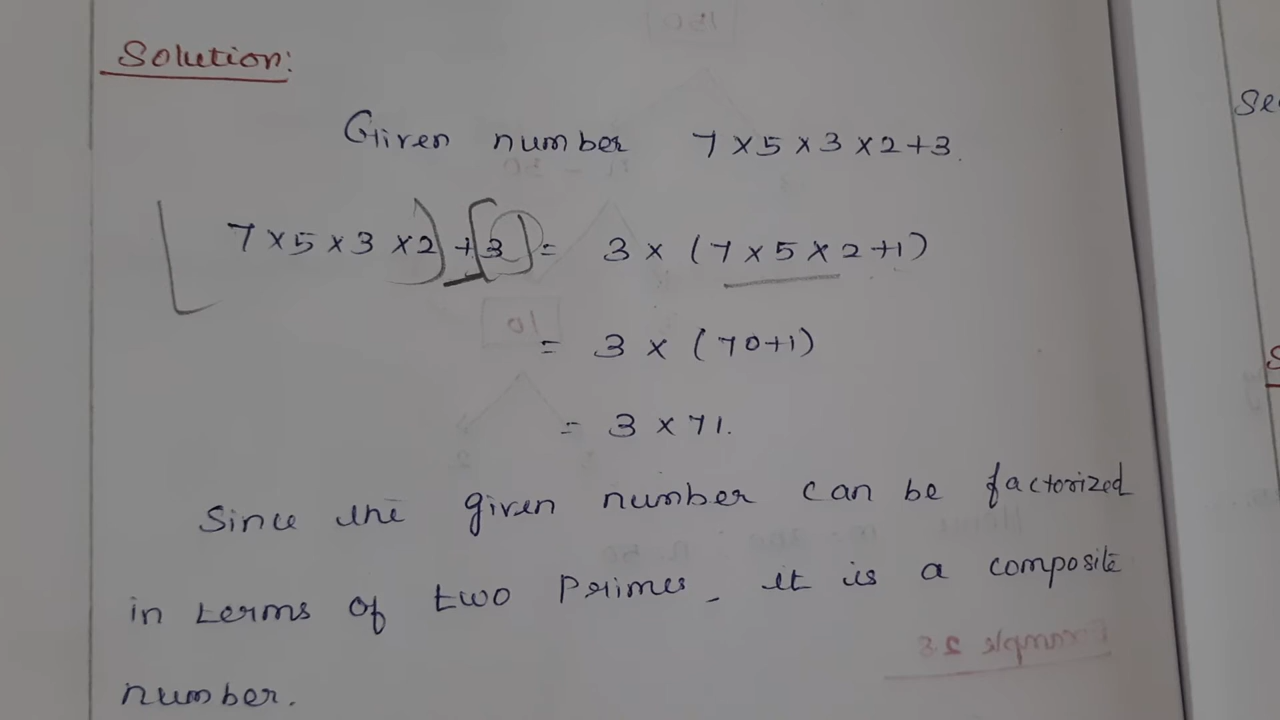 Solution:
Given number 7 × 5 × 3 × 2 + 3.
7 × 5 × 3 × 2 + 3 = 3 × (7 × 5 × 2 + 1)
= 3 × (70 + 1)
= 3 × 71.
Since the given number can be factorized
in terms of two Primes, it is a composite
number.
Se
S